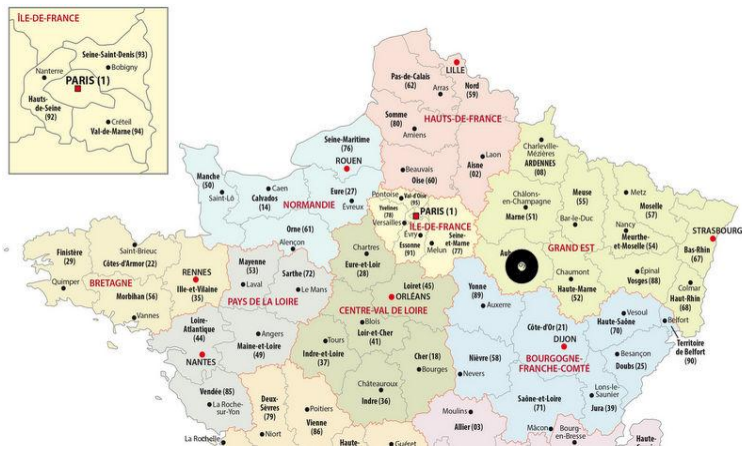 ÎLE-DE-FRANCE
Seine-Saint-Denis (93)
Bobigny
Nanterre
PARIS (1)
Hauts-
de-Seine
(92)
Créteil
Val-de-Marne (94)
LILLE
Pas-de-Calais
(62)
Nord
(59)
Arras
Somme
(80)
HAUTS-DE-FRANCE
Amiens
Seine-Maritime
(76)
ROUEN
Beauvais
Oise (60)
Laon
Aisne
(02)
Charleville-
Mézières
ARDENNES
(08)
Manche
(50)
Saint-Lô
Caen
Calvados
(14)
Eure (27)
Évreux
NORMANDIE
Orne (61)
Alençon
Pontoise
Val-d'Oise
(95)
Yvelines
(78)
Versailles
PARIS (1)
ÎLE-DE-FRANCE
Évry
Essonne
(91)
Melun
Seine-
et-Marne
(77)
Châlons-
en-Champagne
Marne (51)
Meuse
(55)
Bar-le-Duc
Metz
Moselle
(57)
Nancy
Meurthe-
et-Moselle (54)
STRASBOURG
Bas-Rhin
(67)
GRAND EST
Aub
Chaumont
Haute-
Marne
(52)
Épinal
Vosges (88)
Colmar
Haut-Rhin
(68)
Finistère
(29)
Quimper
Saint-Brieuc
Côtes-d'Armor (22)
BRETAGNE
Morbihan (56)
Vannes
RENNES
Ille-et-Vilaine
(35)
Mayenne
(53)
Laval
Sarthe (72)
Le Mans
PAYS DE LA LOIRE
Loire-
Atlantique
(44)
NANTES
Angers
Maine-et-Loire
(49)
Vendée (85)
La Roche-
sur-Yon
Chartres
Eure-et-Loir
(28)
Loiret (45)
ORLÉANS
CENTRE-VAL DE LOIRE
Blois
Loir-et-Cher
(41)
Tours
Indre-et-Loire
(37)
Cher (18)
Bourges
Châteauroux
Indre (36)
Yonne
(89)
Auxerre
Côte-d'Or (21)
DIJON
Nièvre (58)
Nevers
BOURGOGNE-
FRANCHE-COMTÉ
Vesoul
Haute-Saône
(70)
Belfort
Territoire
de Belfort
(90)
Besançon
Doubs (25)
Lons-le-
Saunier
Jura (39)
Saône-et-Loire
(71)
Mâcon
Bourg-
en-Bresse
Moulins
Allier (03)
Deux-
Sèvres
(79)
Niort
Poitiers
Vienne
(86)
La Rochelle
Haute-
Guéret
Haute-